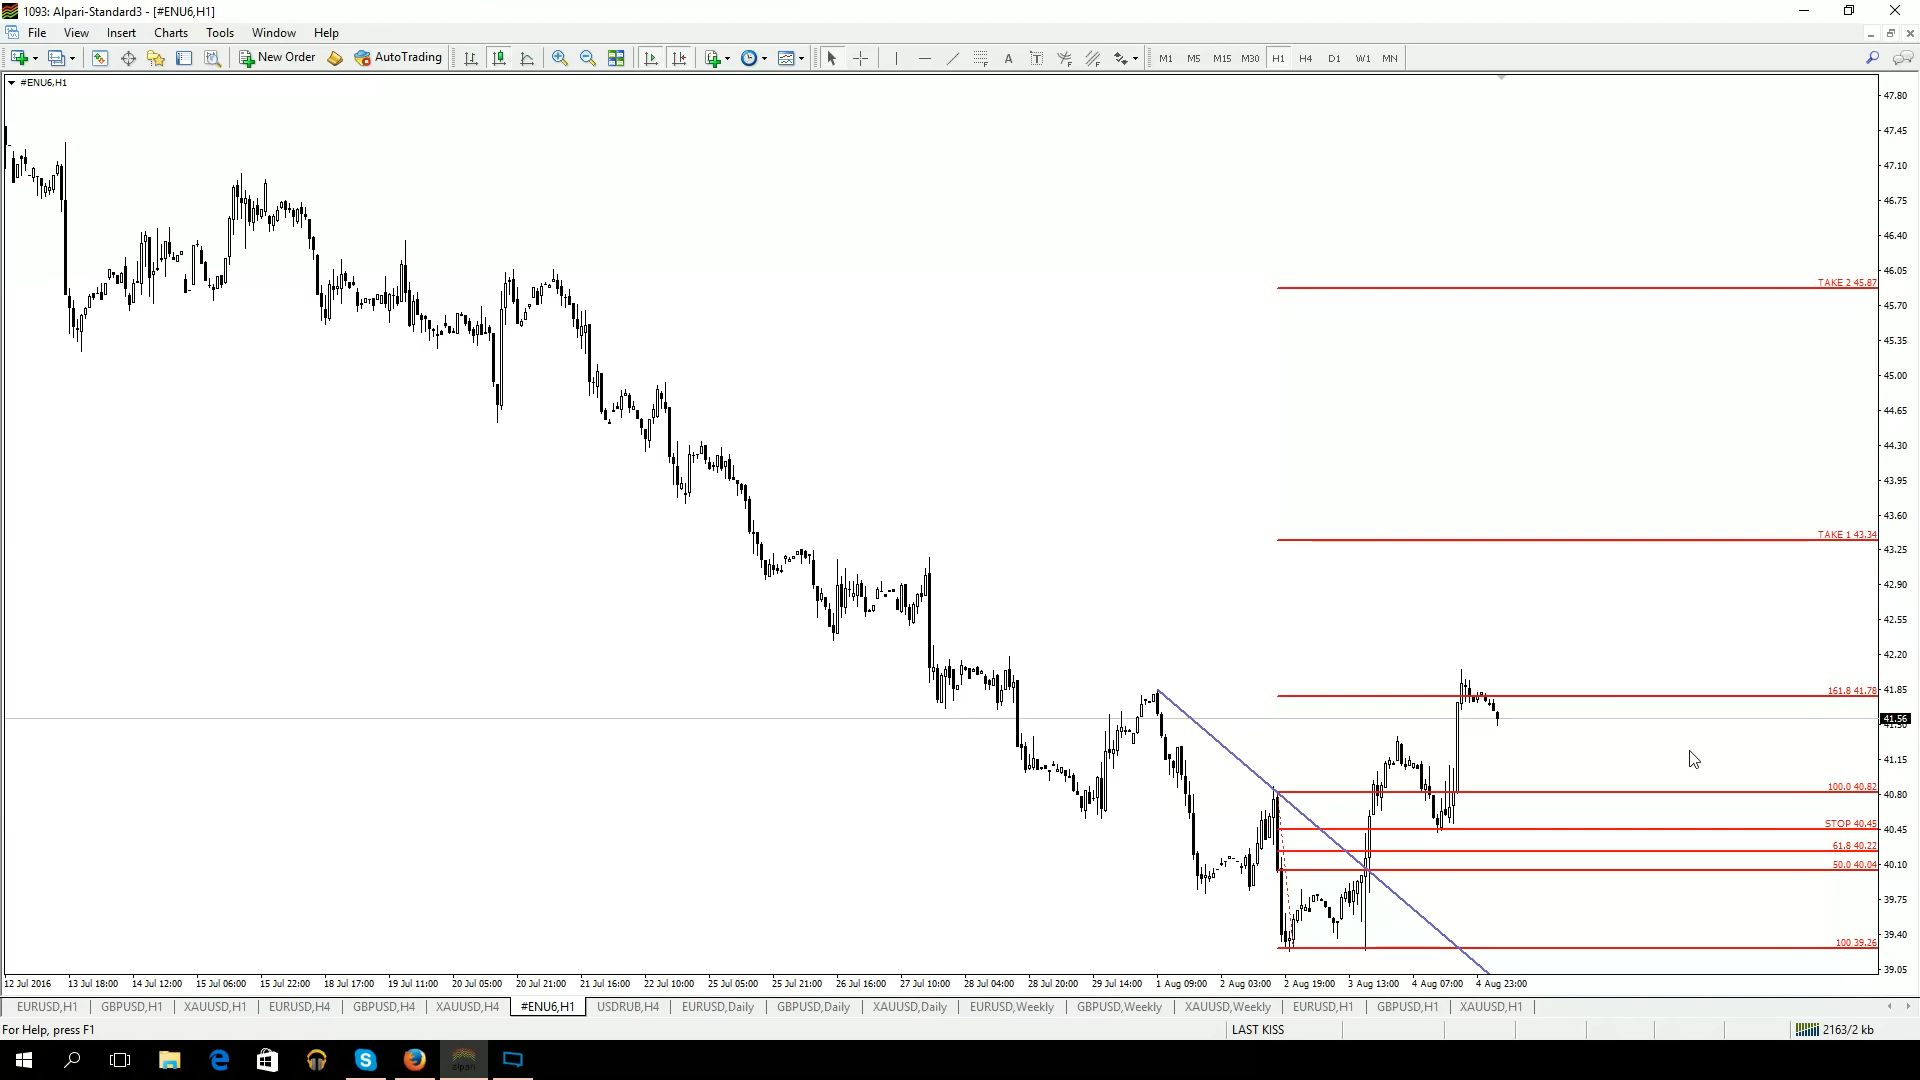 1093: Alpari-Standard3 - [#ENU6,H1]
File View Insert Charts Tools Window Help
New Order AutoTrading A T M1 M5 M15 M30 H1 H4 D1 W1 MN
#ENU6,H1
47.80
47.45
47.10
46.75
46.40
46.05
TAKE 2 45.87
45.70
45.35
45.00
44.65
44.30
43.95
43.60
TAKE 1 43.34
43.25
42.90
42.55
42.20
161.8 41.78
41.85
41.56
41.15
100.0 40.82
40.80
STOP 40.45
40.45
61.8 40.22
50.0 40.04
40.10
39.75
100 39.26
39.40
39.05
12 Jul 2016 13 Jul 18:00 14 Jul 12:00 15 Jul 06:00 15 Jul 22:00 18 Jul 17:00 19 Jul 11:00 20 Jul 05:00 20 Jul 21:00 21 Jul 16:00 22 Jul 10:00 25 Jul 05:00 25 Jul 21:00 26 Jul 16:00 27 Jul 10:00 28 Jul 04:00 28 Jul 20:00 29 Jul 14:00 1 Aug 09:00 2 Aug 03:00 2 Aug 19:00 3 Aug 13:00 4 Aug 07:00 4 Aug 23:00
EURUSD,H1 GBPUSD,H1 XAUUSD,H1 EURUSD,H4 GBPUSD,H4 XAUUSD,H4 #ENU6,H1 USDRUB,H4 EURUSD,Daily GBPUSD,Daily XAUUSD,Daily EURUSD,Weekly GBPUSD,Weekly XAUUSD,Weekly EURUSD,H1 GBPUSD,H1 XAUUSD,H1
For Help, press F1 LAST KISS 2163/2 kb
alpari